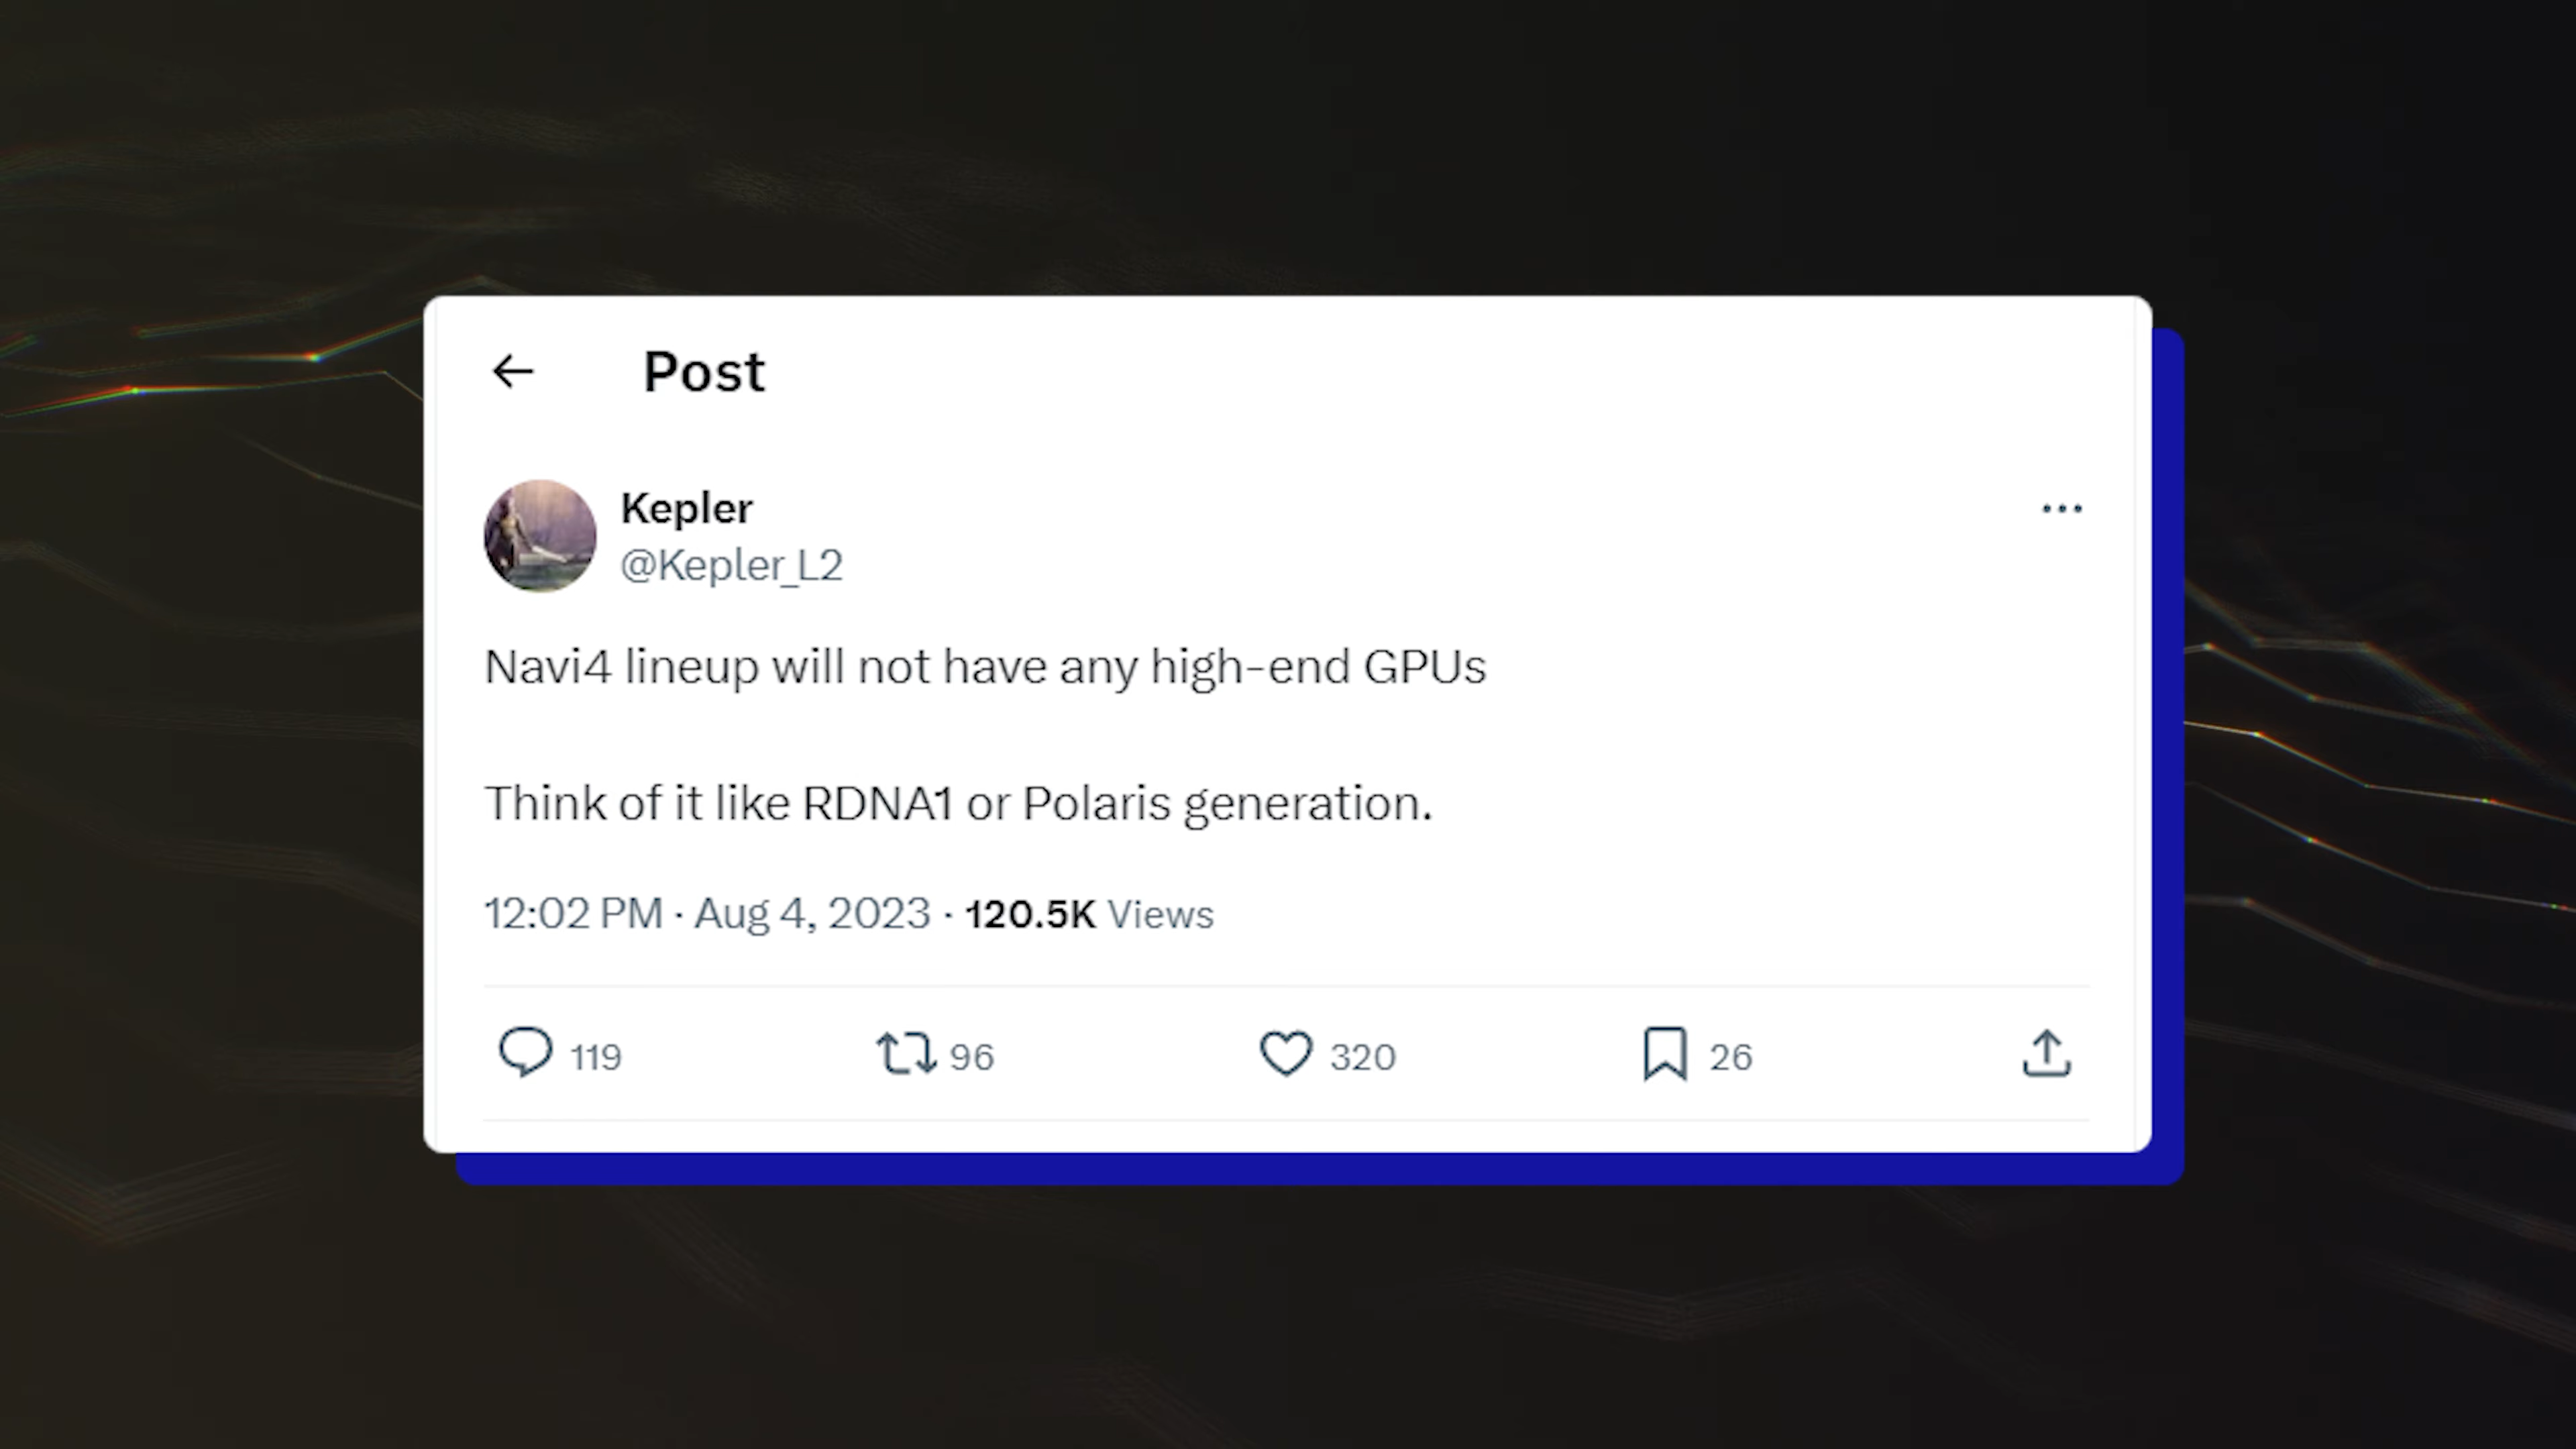 Post
Kepler
@Kepler_L2
Navi4 lineup will not have any high-end GPUs
Think of it like RDNA1 or Polaris generation.
12:02 PM · Aug 4, 2023 · 120.5K Views
119 96 320 26